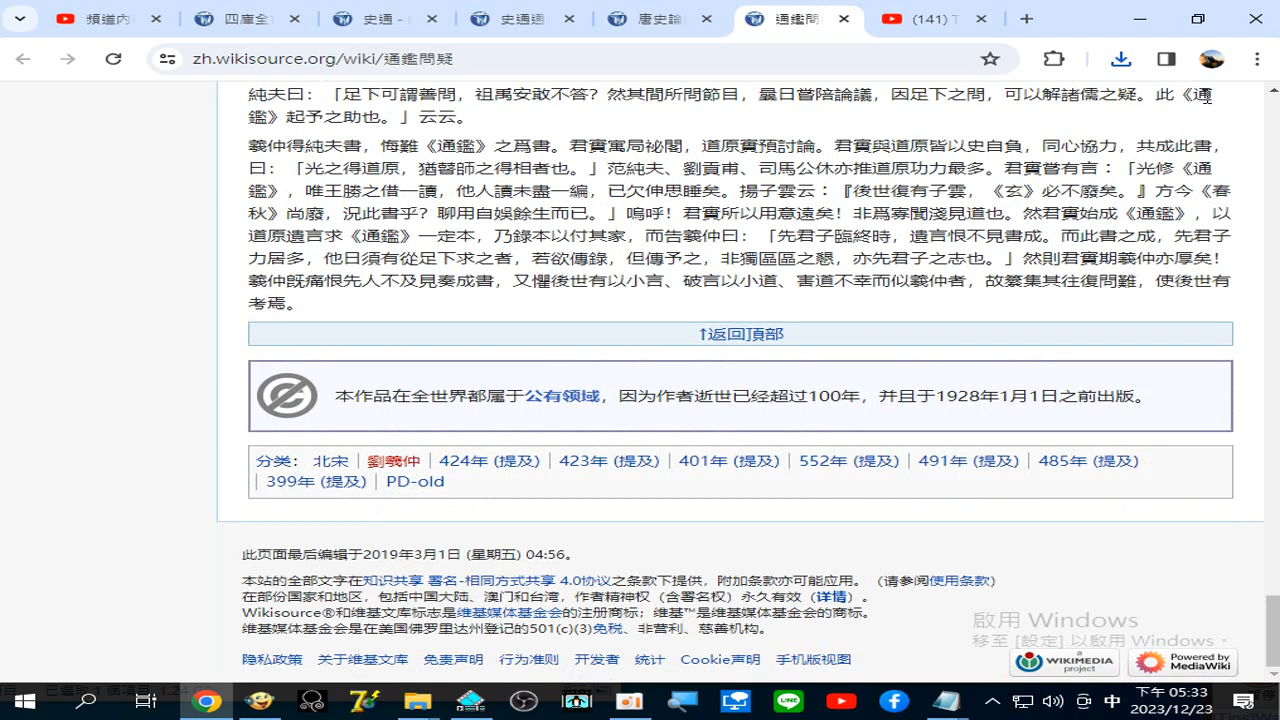 頻道內
四庫全
史通 -
史通通
唐史論
通鑑問
(141) T
zh.wikisource.org/wiki/通鑑問疑
純夫曰：「足下可謂善問，祖禹安敢不答？然其間所問節目，曩日嘗陪論議，因足下之問，可以解諸儒之疑。此《通
鑑》起予之助也。」云云。
羲仲得純夫書，悔難《通鑑》之爲書。君實寓局祕閣，道原實預討論。君實與道原皆以史自負，同心協力，共成此書，
曰：「光之得道原，猶瞽師之得相者也。」范純夫、劉貢甫、司馬公休亦推道原功力最多。君實嘗有言：「光修《通
鑑》，唯王勝之借一讀，他人讀未盡一編，已欠伸思睡矣。揚子雲云：『後世復有子雲，《玄》必不廢矣。』方今《春
秋》尚廢，況此書乎？聊用自娛餘生而已。」嗚呼！君實所以用意遠矣！非爲寡聞淺見道也。然君實始成《通鑑》，以
道原遺言求《通鑑》一定本，乃錄本以付其家，而告羲仲曰：「先君子臨終時，遺言恨不見書成。而此書之成，先君子
力居多，他日須有從足下求之者，若欲傳錄，但傳予之，非獨區區之懇，亦先君子之志也。」然則君實期羲仲亦厚矣！
羲仲既痛恨先人不及見奏成書，又懼後世有以小言、破言以小道、害道不幸而似羲仲者，故纂集其往復問難，使後世有
考焉。
↑返回頂部
本作品在全世界都属于公有领域，因为作者逝世已经超过100年，并且于1928年1月1日之前出版。
分类： 北宋 | 劉羲仲 | 424年 (提及) | 423年 (提及) | 401年 (提及) | 552年 (提及) | 491年 (提及) | 485年 (提及)
| 399年 (提及) | PD-old
此页面最后编辑于2019年3月1日 (星期五) 04:56。
本站的全部文字在知识共享 署名-相同方式共享 4.0协议之条款下提供，附加条款亦可能应用。 （请参阅使用条款）
在部份国家和地区，包括中国大陆、澳门和台湾，作者精神权（含署名权）永久有效（详情）。
Wikisource®和维基文库标志是维基媒体基金会的注册商标；维基™是维基媒体基金会的商标。
维基媒体基金会是在美国佛罗里达州登记的501(c)(3)免税、非营利、慈善机构。
啟用 Windows
移至 [設定] 以啟用 Windows。
隐私政策 关于维基文库 免责声明 行为准则 开发者 统计 Cookie声明 手机版视图
a WIKIMEDIA project
Powered by MediaWiki
中
下午 05:33
2023/12/23